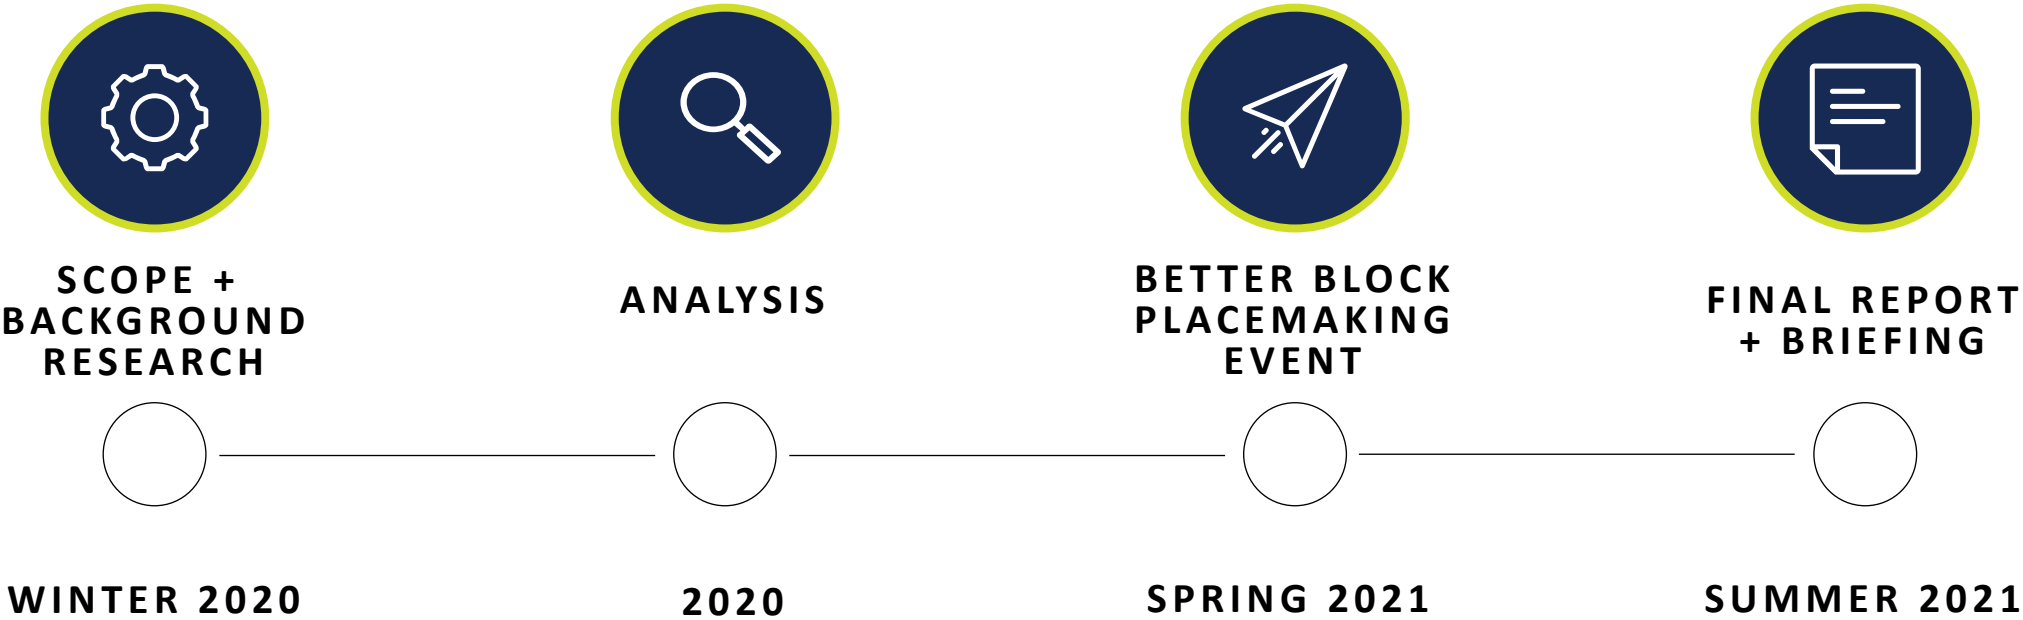 SCOPE +
BACKGROUND
RESEARCH
ANALYSIS
BETTER BLOCK
PLACEMAKING
EVENT
FINAL REPORT
+ BRIEFING
WINTER 2020
2020
SPRING 2021
SUMMER 2021